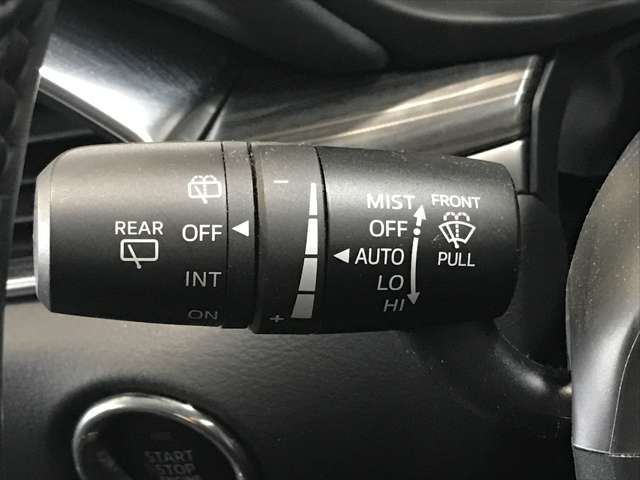 REAR
OFF
INT
ON
−
+
MIST
OFF
AUTO
LO
HI
FRONT
PULL
START
STOP